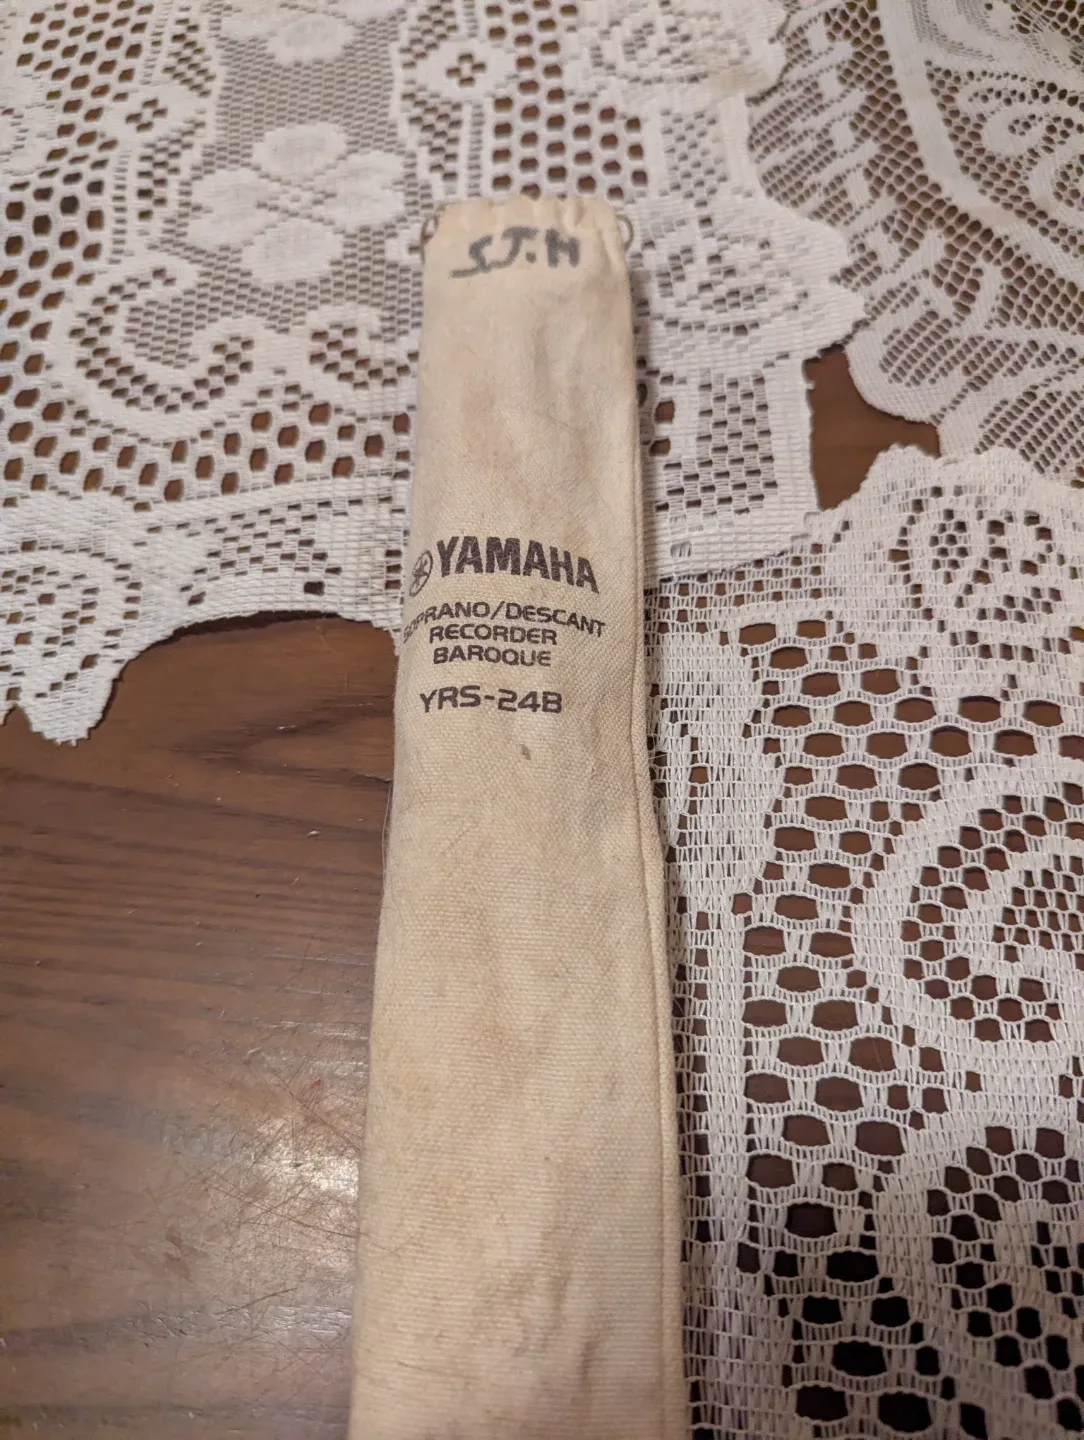 S.J.H
YAMAHA
SOPRANO/DESCANT
RECORDER
BAROQUE
YRS-24B